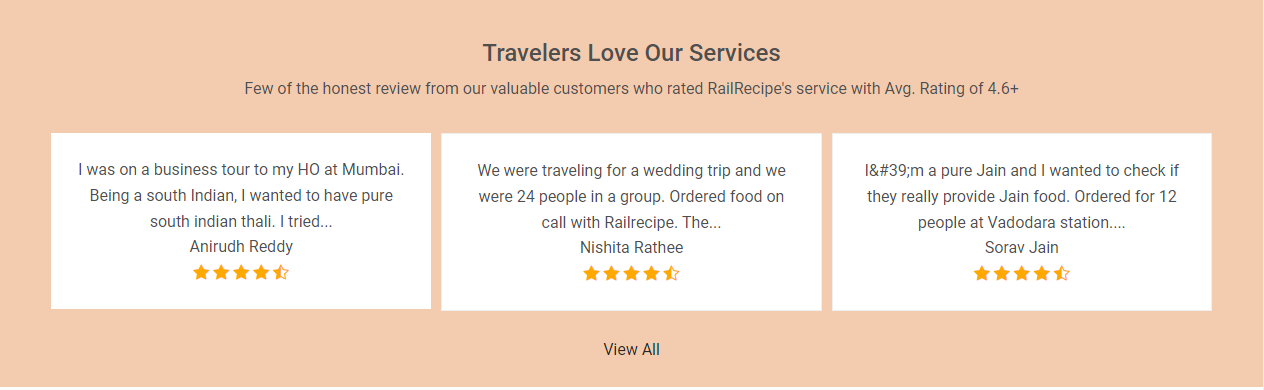 Travelers Love Our Services
Few of the honest review from our valuable customers who rated RailRecipe's service with Avg. Rating of 4.6+
I was on a business tour to my HO at Mumbai.
Being a south Indian, I wanted to have pure
south indian thali. I tried...
Anirudh Reddy
We were traveling for a wedding trip and we
were 24 people in a group. Ordered food on
call with Railrecipe. The...
Nishita Rathee
I&#39;m a pure Jain and I wanted to check if
they really provide Jain food. Ordered for 12
people at Vadodara station....
Sorav Jain
View All